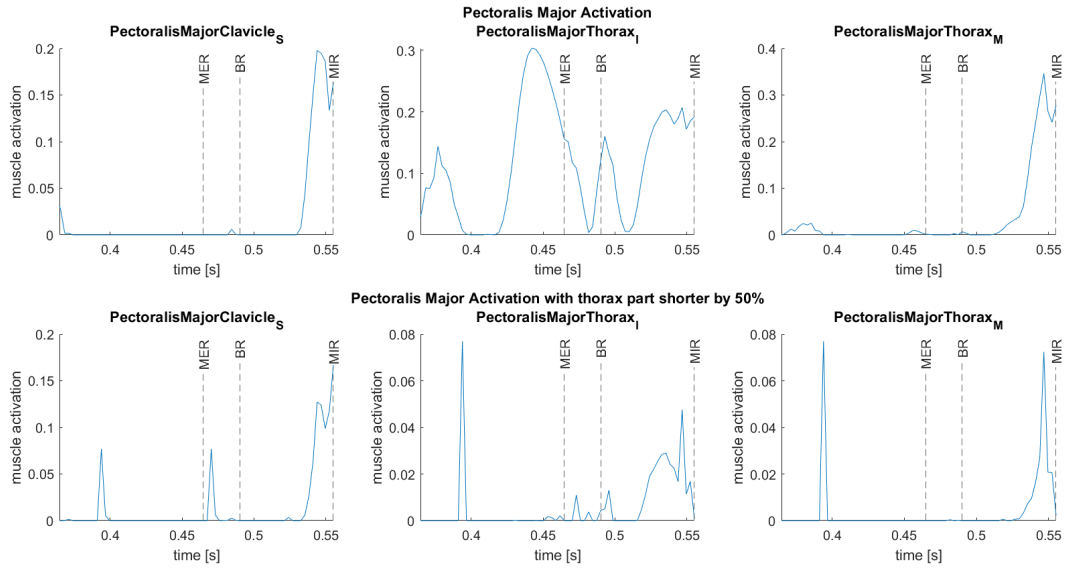 Pectoralis Major Activation
PectoralisMajorClavicle_S
PectoralisMajorThorax_I
PectoralisMajorThorax_M
muscle activation
0.2
0.15
0.1
0.05
0
MER
BR
MIR
0.4
0.45
0.5
0.55
time [s]
muscle activation
0.3
0.2
0.1
0
MER
BR
MIR
0.4
0.45
0.5
0.55
time [s]
muscle activation
0.4
0.3
0.2
0.1
0
MER
BR
MIR
0.4
0.45
0.5
0.55
time [s]
Pectoralis Major Activation with thorax part shorter by 50%
PectoralisMajorClavicle_S
PectoralisMajorThorax_I
PectoralisMajorThorax_M
muscle activation
0.2
0.15
0.1
0.05
0
MER
BR
MIR
0.4
0.45
0.5
0.55
time [s]
muscle activation
0.08
0.06
0.04
0.02
0
MER
BR
MIR
0.4
0.45
0.5
0.55
time [s]
muscle activation
0.08
0.06
0.04
0.02
0
MER
BR
MIR
0.4
0.45
0.5
0.55
time [s]